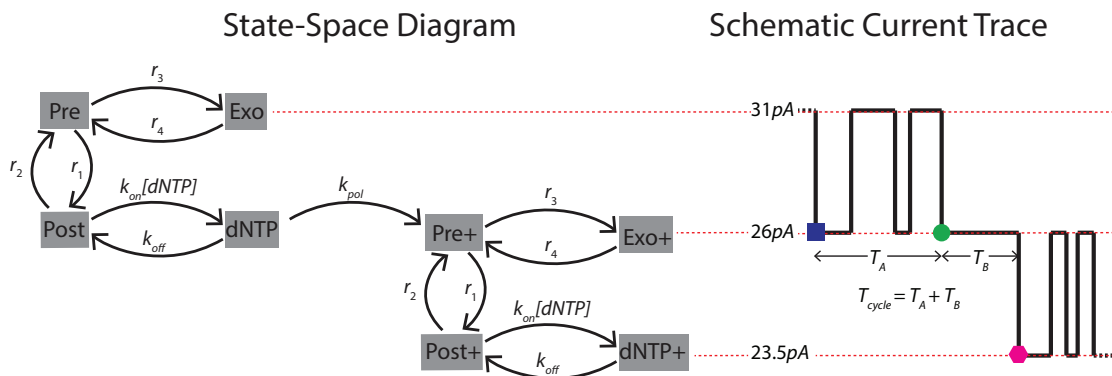 State-Space Diagram
Schematic Current Trace
r3
Pre
Exo
r4
31pA
r2
r1
kon[dNTP]
kpol
r3
Post
koff
dNTP
Pre+
Exo+
r4
26pA
TA
TB
r2
r1
kon[dNTP]
Tcycle = TA + TB
Post+
koff
dNTP+
23.5pA